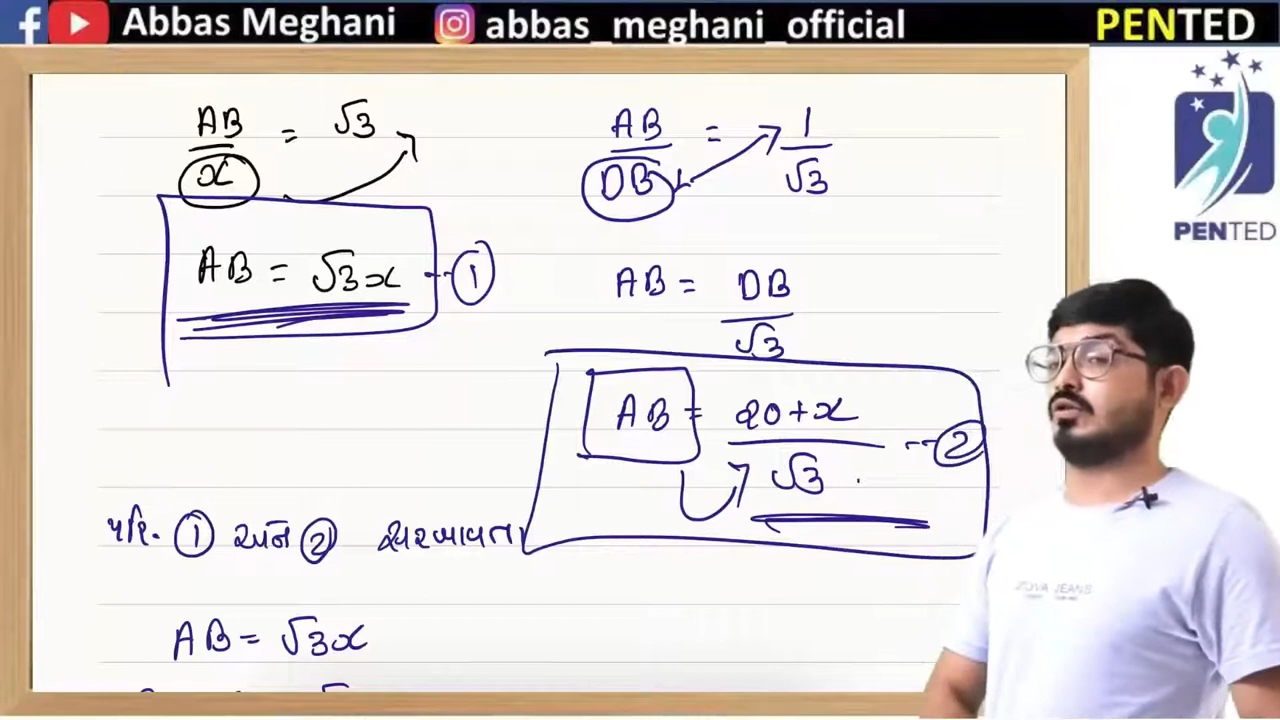 Abbas Meghani abbas_meghani_official PENTED
AB/x = √3
AB = √3x --①
AB/DB = 1/√3
AB = DB/√3
AB = 20+x/√3 --②
PENTED
પરિ. ① અને ② સરખાવતા
AB = √3x